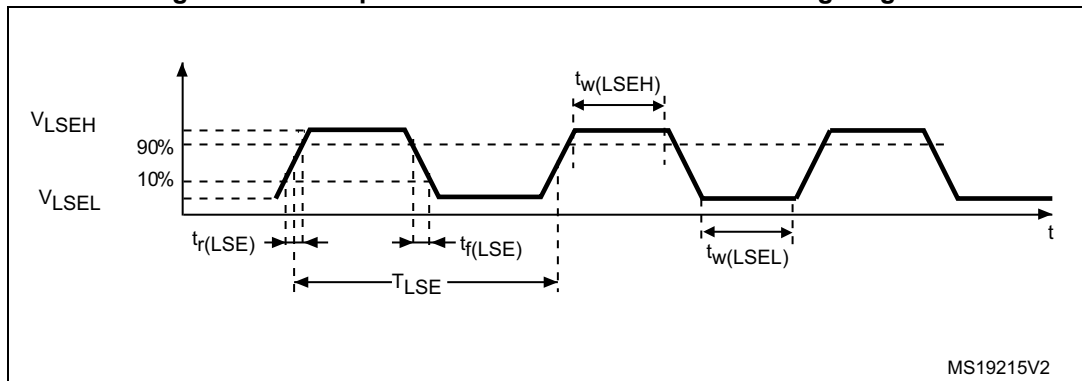 tw(LSEH)
VLSEH
90%
10%
VLSEL
tr(LSE)
tf(LSE)
tw(LSEL)
t
TLSE
MS19215V2